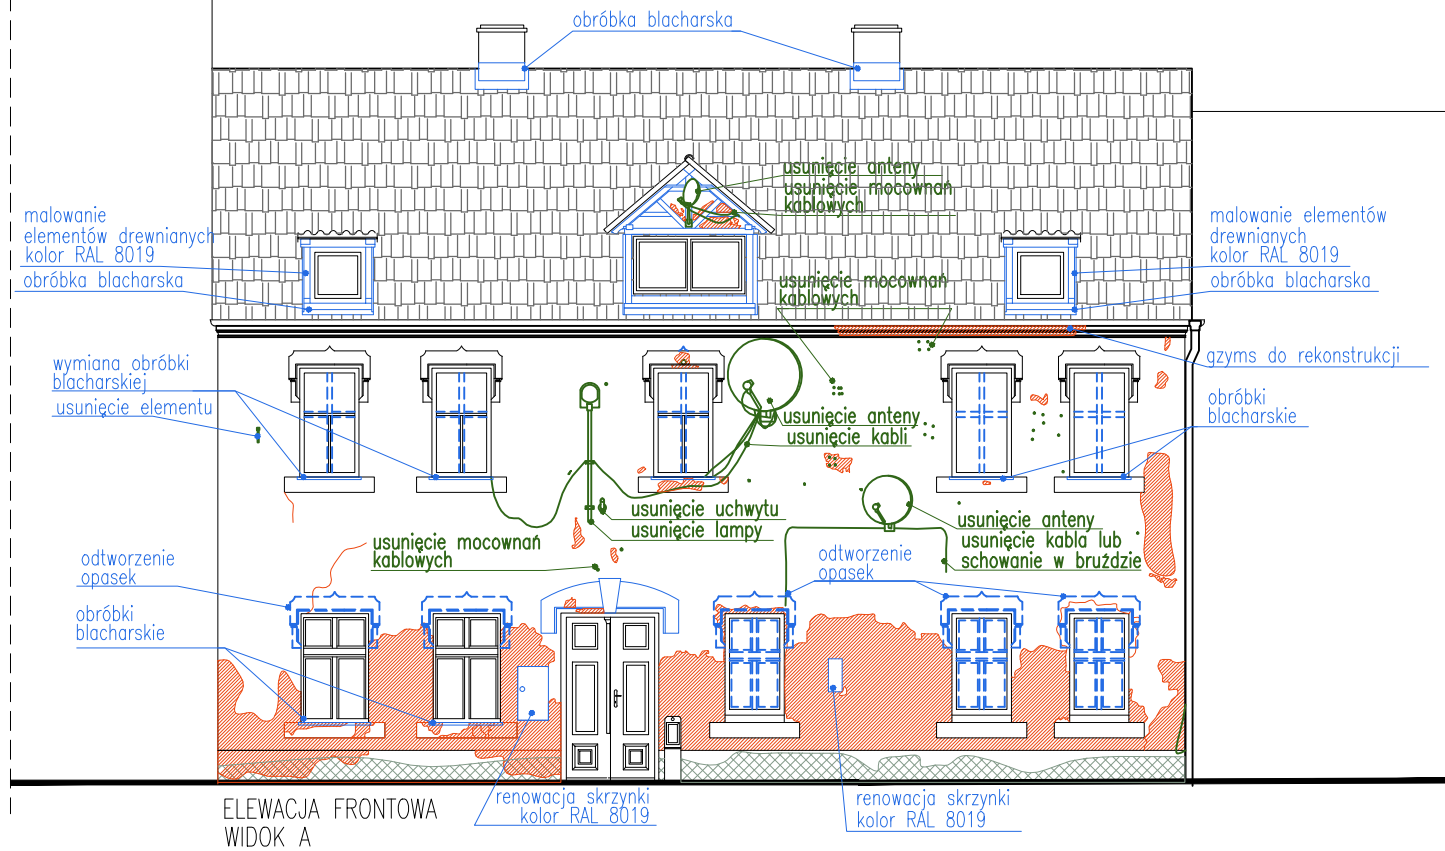 obróbka blacharska
usunięcie anteny
usunięcie mocownań
kablowych
malowanie
elementów drewnianych
kolor RAL 8019
obróbka blacharska
malowanie elementów
drewnianych
kolor RAL 8019
obróbka blacharska
usunięcie mocownań
kablowych
gzyms do rekonstrukcji
wymiana obróbki
blacharskiej
usunięcie elementu
obróbki
blacharskie
usunięcie anteny
usunięcie kabli
usunięcie uchwytu
usunięcie lampy
usunięcie anteny
usunięcie kabla lub
schowanie w bruździe
usunięcie mocownań
kablowych
odtworzenie
opasek
odtworzenie
opasek
obróbki
blacharskie
renowacja skrzynki
kolor RAL 8019
renowacja skrzynki
kolor RAL 8019
ELEWACJA FRONTOWA
WIDOK A